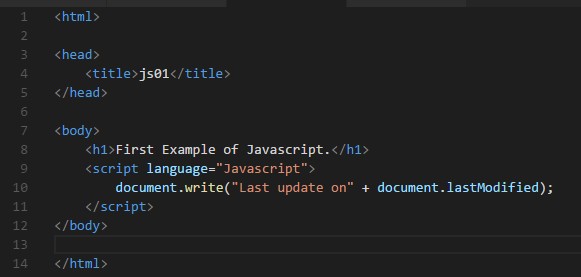 1 <html>
2
3 <head>
4     <title>js01</title>
5 </head>
6
7 <body>
8     <h1>First Example of Javascript.</h1>
9     <script language="Javascript">
10         document.write("Last update on" + document.lastModified);
11     </script>
12 </body>
13
14 </html>